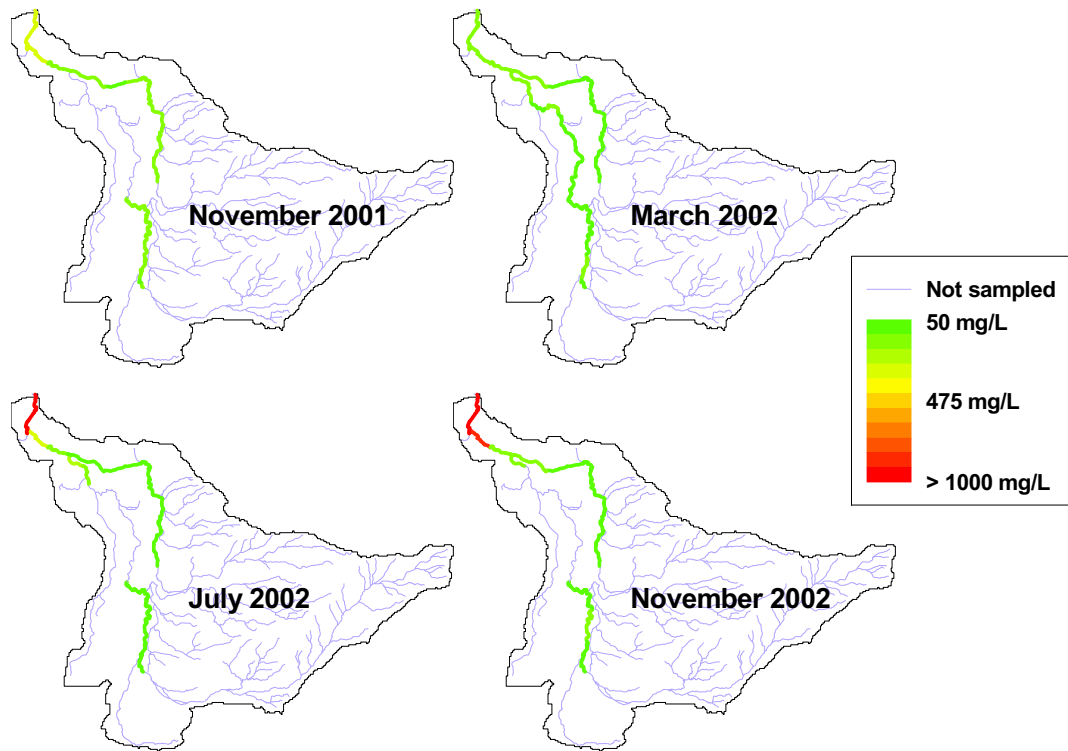 November 2001
March 2002
Not sampled
50 mg/L
475 mg/L
> 1000 mg/L
July 2002
November 2002